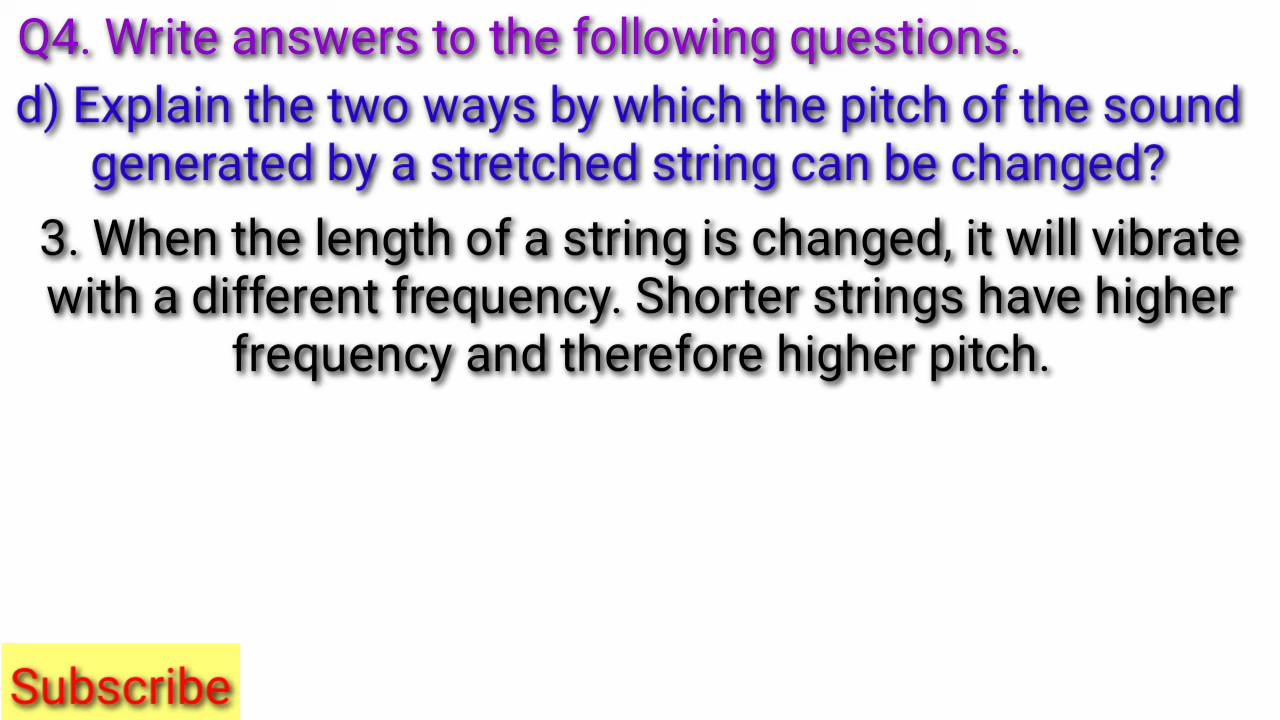 Q4. Write answers to the following questions.
d) Explain the two ways by which the pitch of the sound
generated by a stretched string can be changed?
3. When the length of a string is changed, it will vibrate
with a different frequency. Shorter strings have higher
frequency and therefore higher pitch.
Subscribe